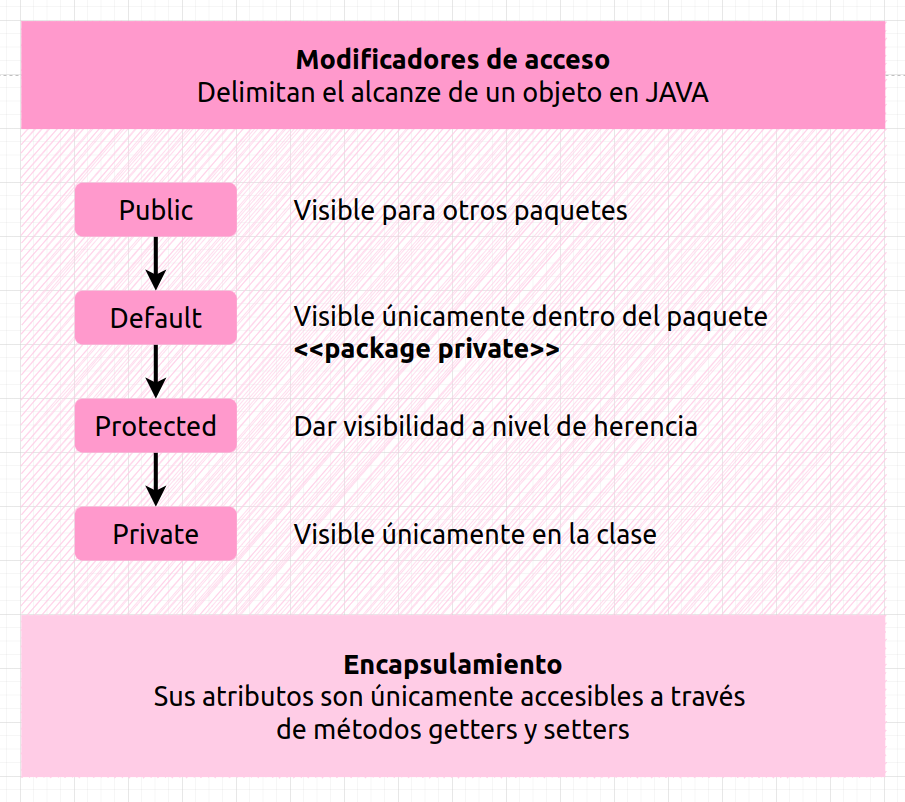 Modificadores de acceso
Delimitan el alcanze de un objeto en JAVA
Public
Visible para otros paquetes
Default
Visible únicamente dentro del paquete
<<package private>>
Protected
Dar visibilidad a nivel de herencia
Private
Visible únicamente en la clase
Encapsulamiento
Sus atributos son únicamente accesibles a través
de métodos getters y setters